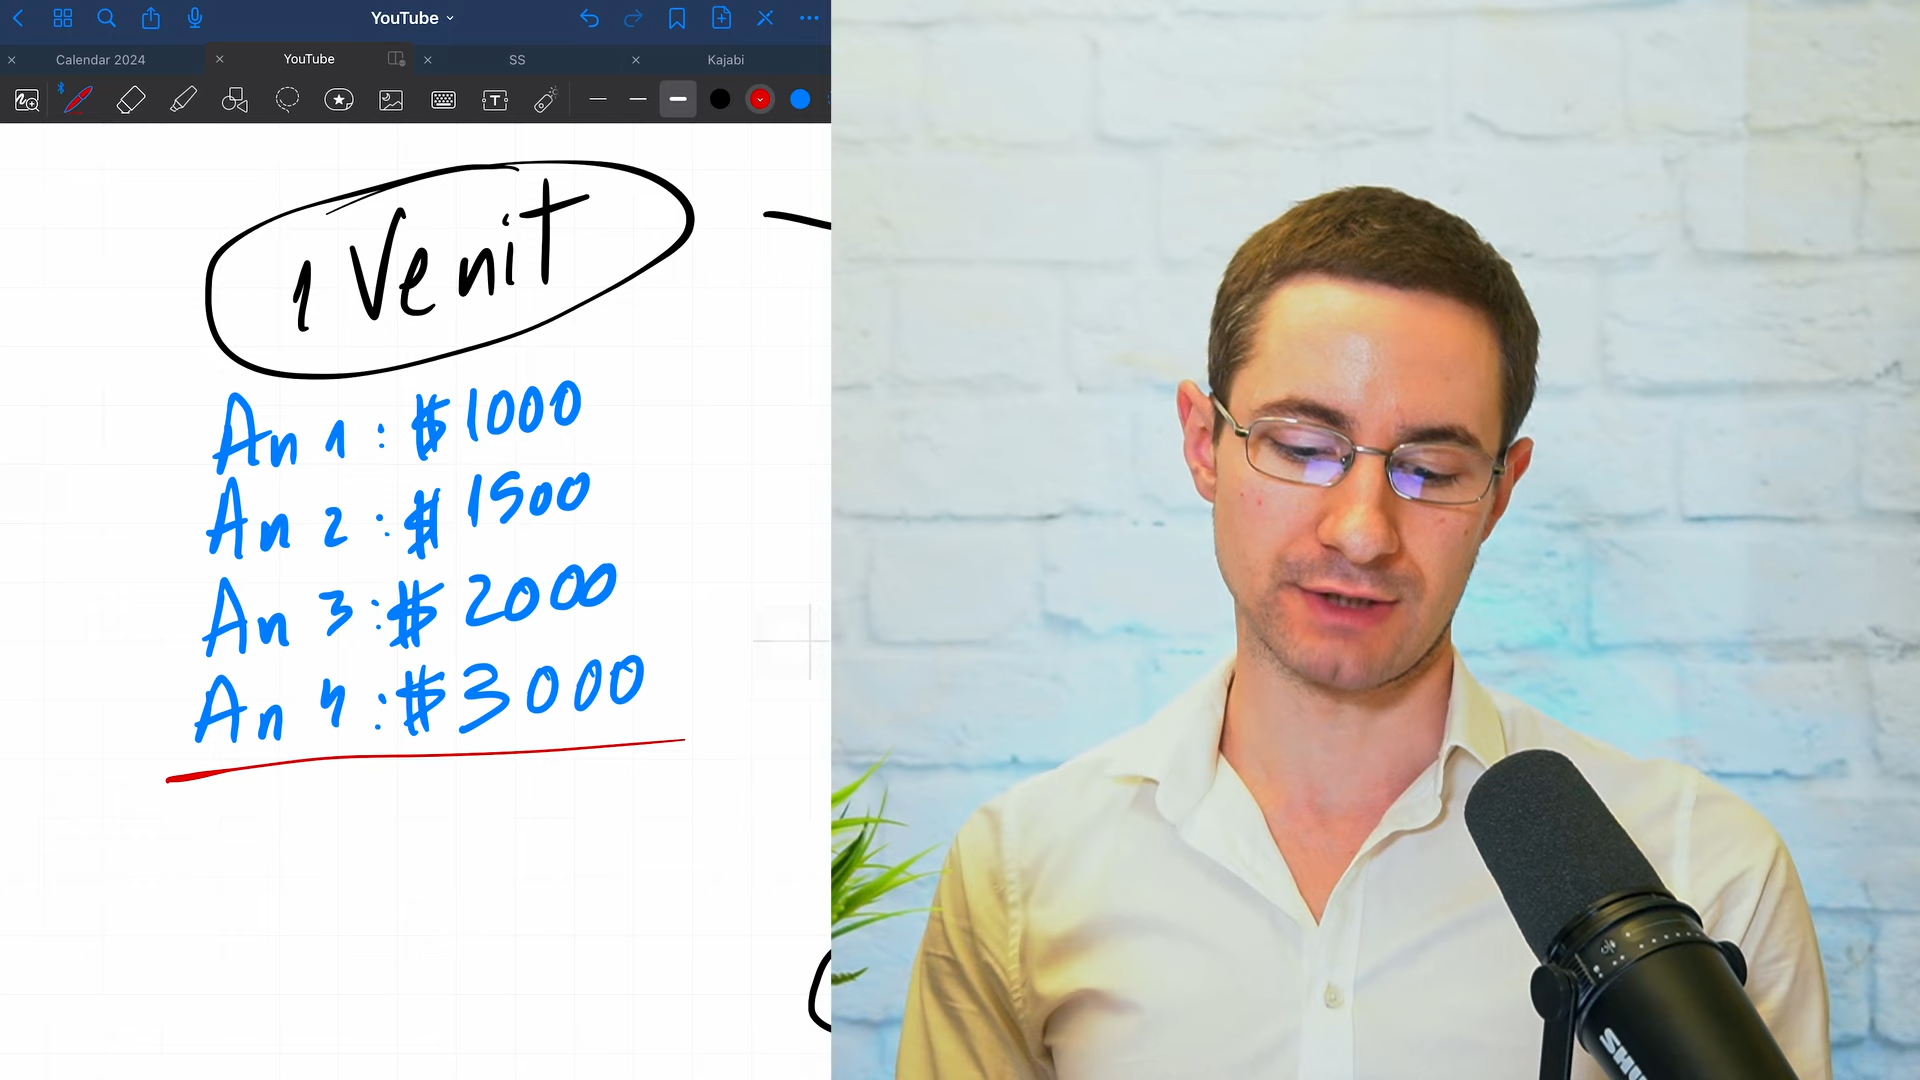 YouTube
Calendar 2024
YouTube
SS
Kajabi
T
1 Venit
An 1 : $ 1000
An 2 : $ 1500
An 3 : $ 2000
An 4 : $ 3000